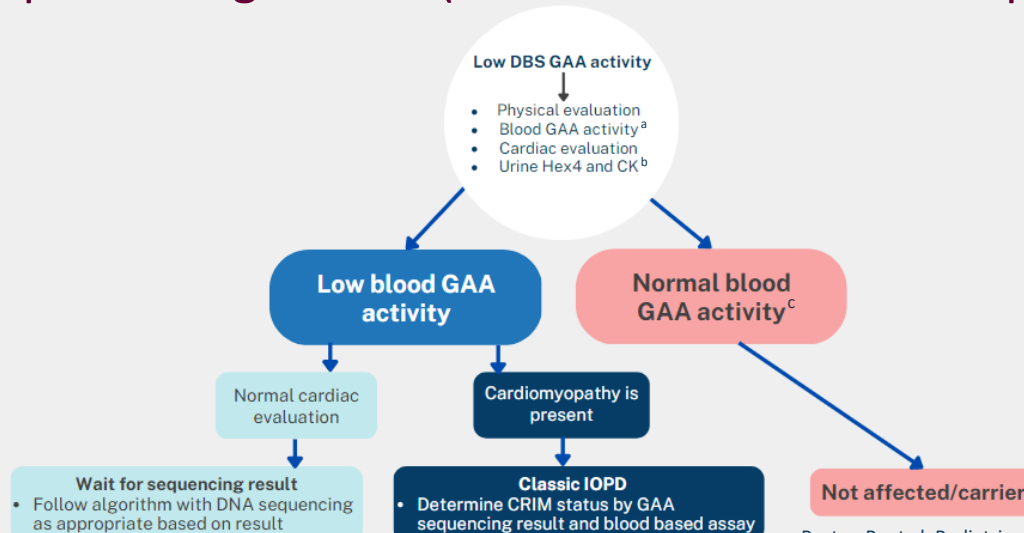 Low DBS GAA activity
• Physical evaluation
• Blood GAA activity a
• Cardiac evaluation
• Urine Hex4 and CK b
Low blood GAA
activity
Normal blood
GAA activity c
Normal cardiac
evaluation
Cardiomyopathy is
present
Wait for sequencing result
• Follow algorithm with DNA sequencing
as appropriate based on result
Classic IOPD
• Determine CRIM status by GAA
sequencing result and blood based assay
Not affected/carrier